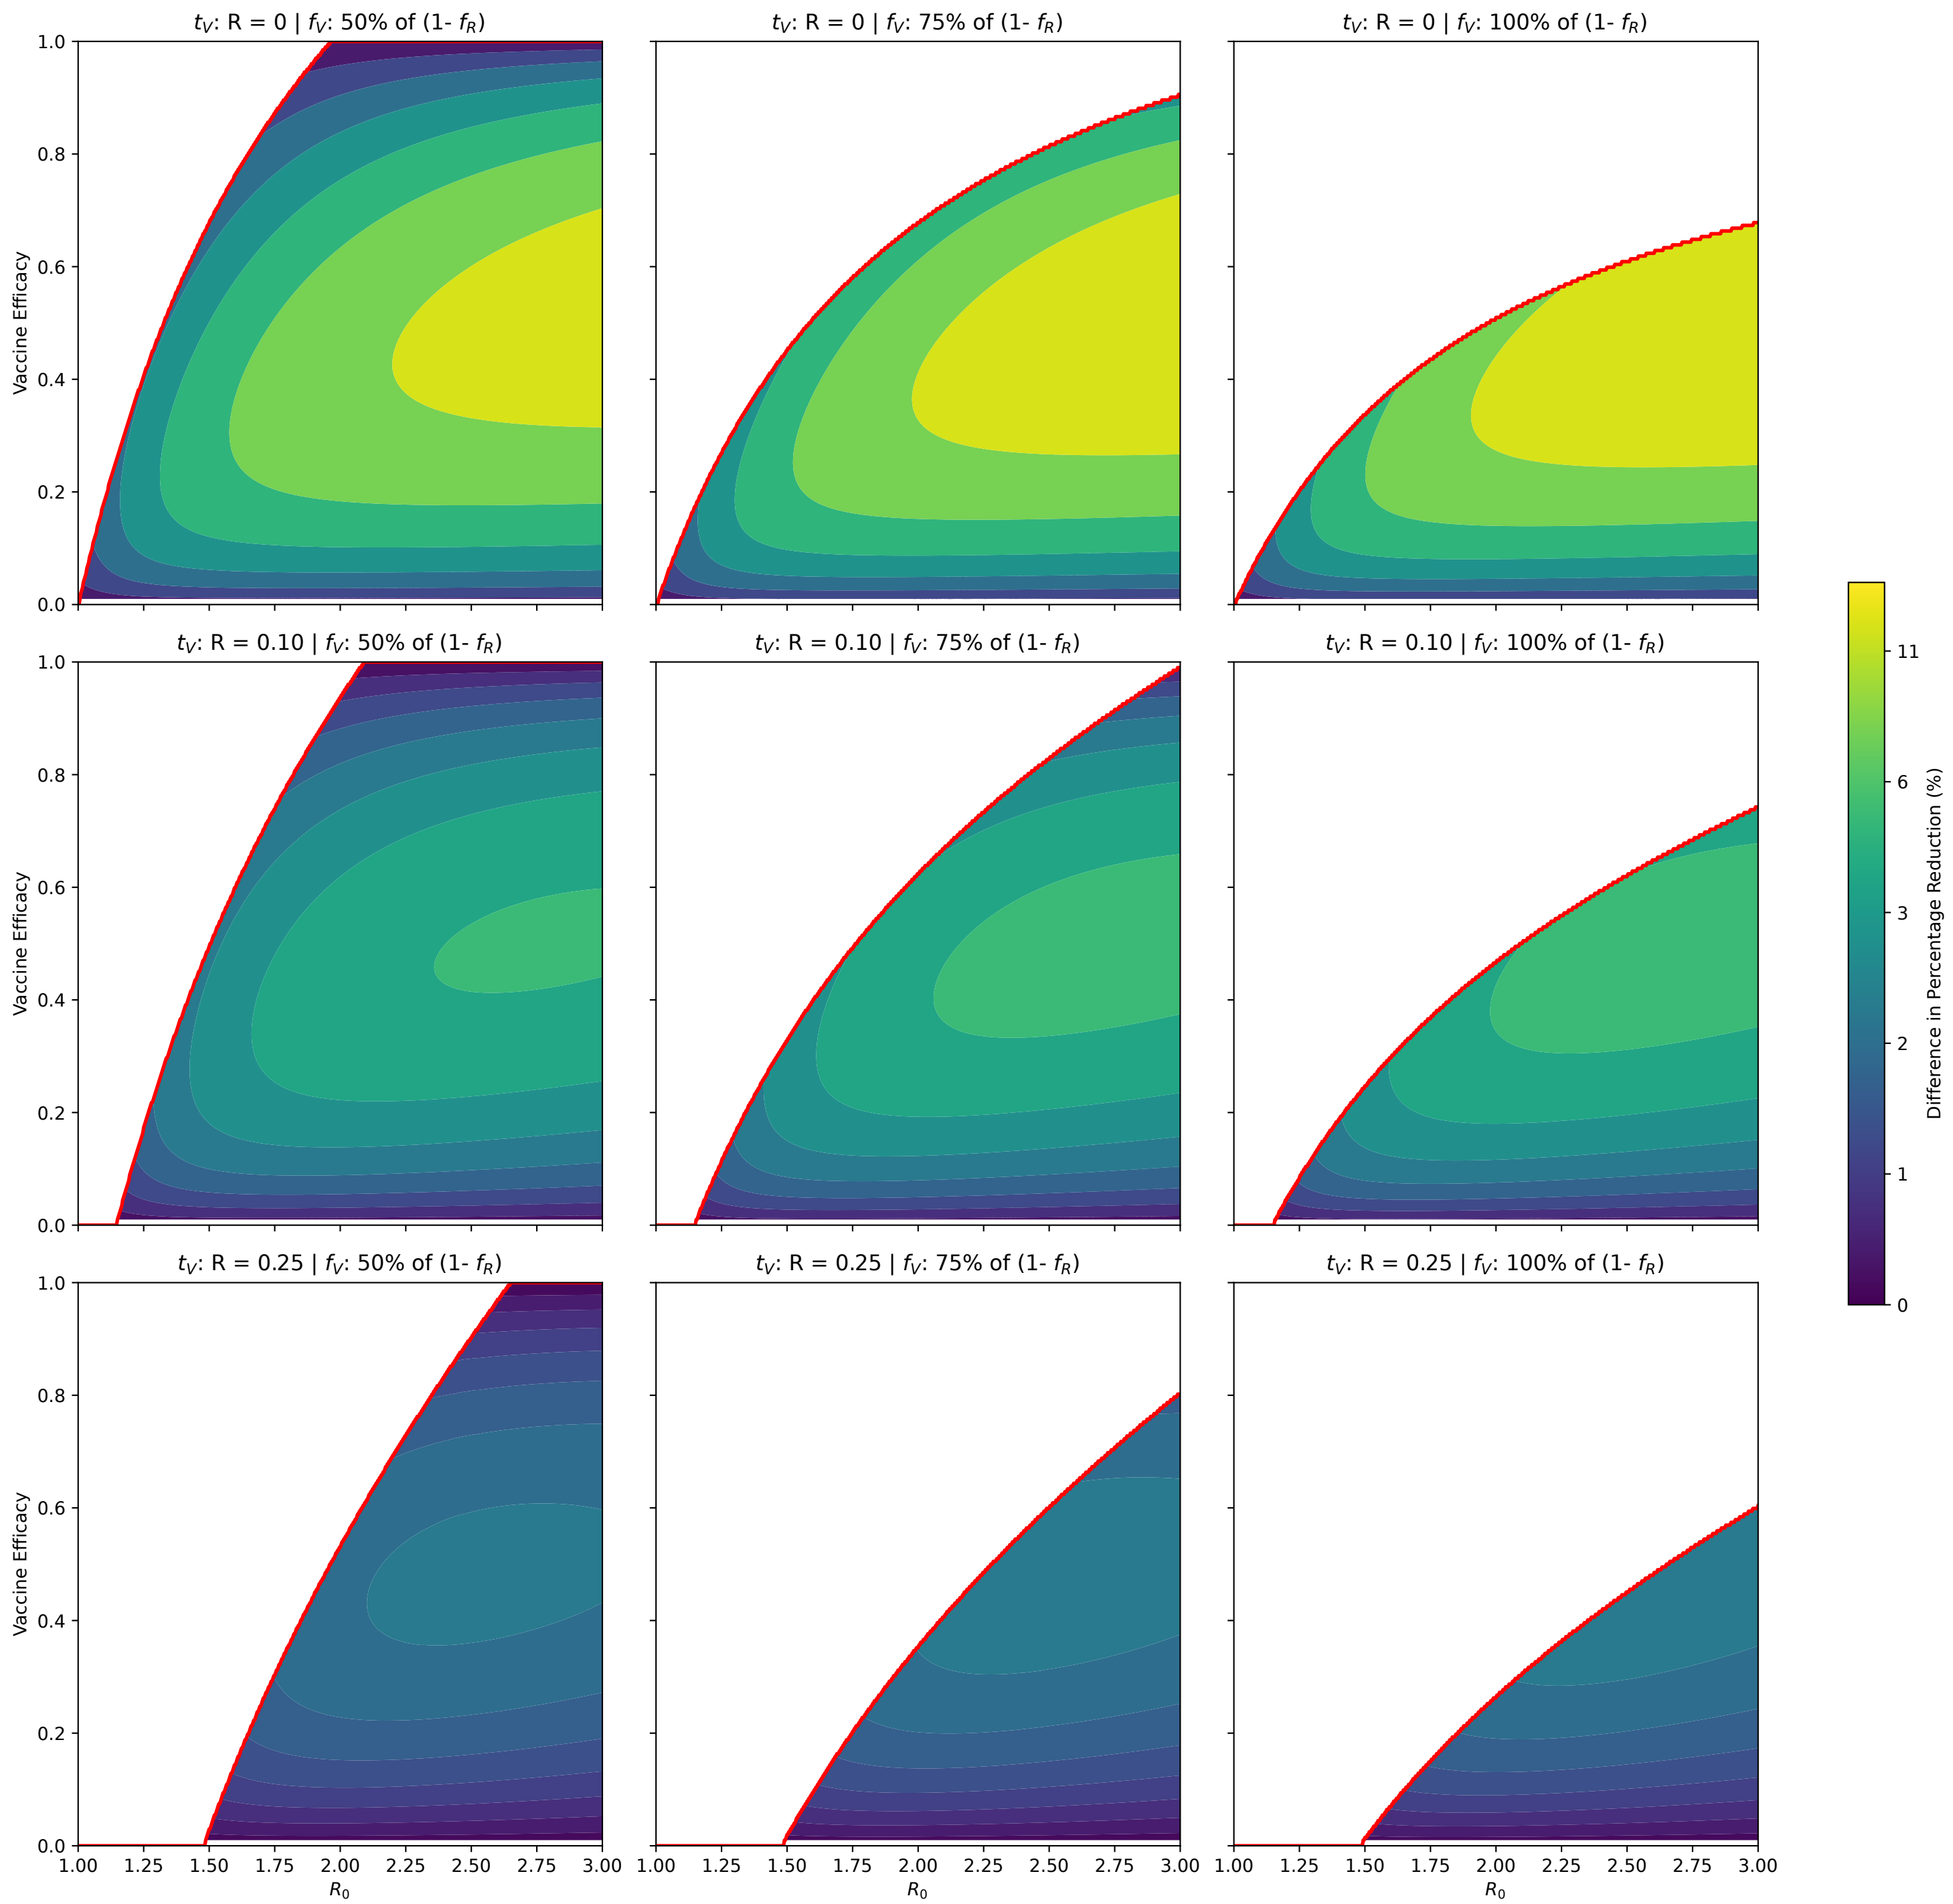 t_V: R = 0 | f_V: 50% of (1- f_R)
t_V: R = 0 | f_V: 75% of (1- f_R)
t_V: R = 0 | f_V: 100% of (1- f_R)
1.0
0.8
0.6
0.4
0.2
0.0
Vaccine Efficacy
t_V: R = 0.10 | f_V: 50% of (1- f_R)
t_V: R = 0.10 | f_V: 75% of (1- f_R)
t_V: R = 0.10 | f_V: 100% of (1- f_R)
1.0
0.8
0.6
0.4
0.2
0.0
Vaccine Efficacy
t_V: R = 0.25 | f_V: 50% of (1- f_R)
t_V: R = 0.25 | f_V: 75% of (1- f_R)
t_V: R = 0.25 | f_V: 100% of (1- f_R)
1.0
0.8
0.6
0.4
0.2
0.0
Vaccine Efficacy
1.00 1.25 1.50 1.75 2.00 2.25 2.50 2.75 3.00
R_0
1.00 1.25 1.50 1.75 2.00 2.25 2.50 2.75 3.00
R_0
1.00 1.25 1.50 1.75 2.00 2.25 2.50 2.75 3.00
R_0
11
6
3
2
1
0
Difference in Percentage Reduction (%)